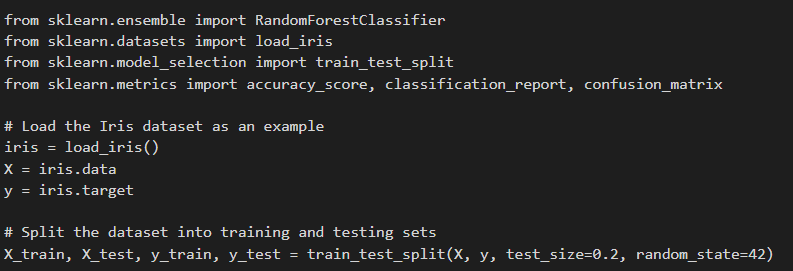 from sklearn.ensemble import RandomForestClassifier
from sklearn.datasets import load_iris
from sklearn.model_selection import train_test_split
from sklearn.metrics import accuracy_score, classification_report, confusion_matrix
# Load the Iris dataset as an example
iris = load_iris()
X = iris.data
y = iris.target
# Split the dataset into training and testing sets
X_train, X_test, y_train, y_test = train_test_split(X, y, test_size=0.2, random_state=42)